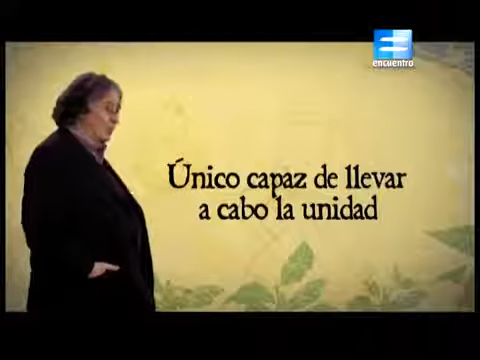 encuentro
Único capaz de llevar
a cabo la unidad